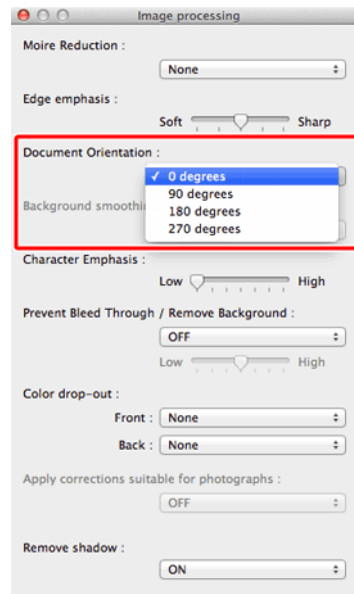 Image processing
Moire Reduction :
None
Edge emphasis :
Soft Sharp
Document Orientation :
✓ 0 degrees
90 degrees
180 degrees
270 degrees
Background smoothi
Character Emphasis :
Low High
Prevent Bleed Through / Remove Background :
OFF
Low High
Color drop-out :
Front : None
Back : None
Apply corrections suitable for photographs :
OFF
Remove shadow :
ON